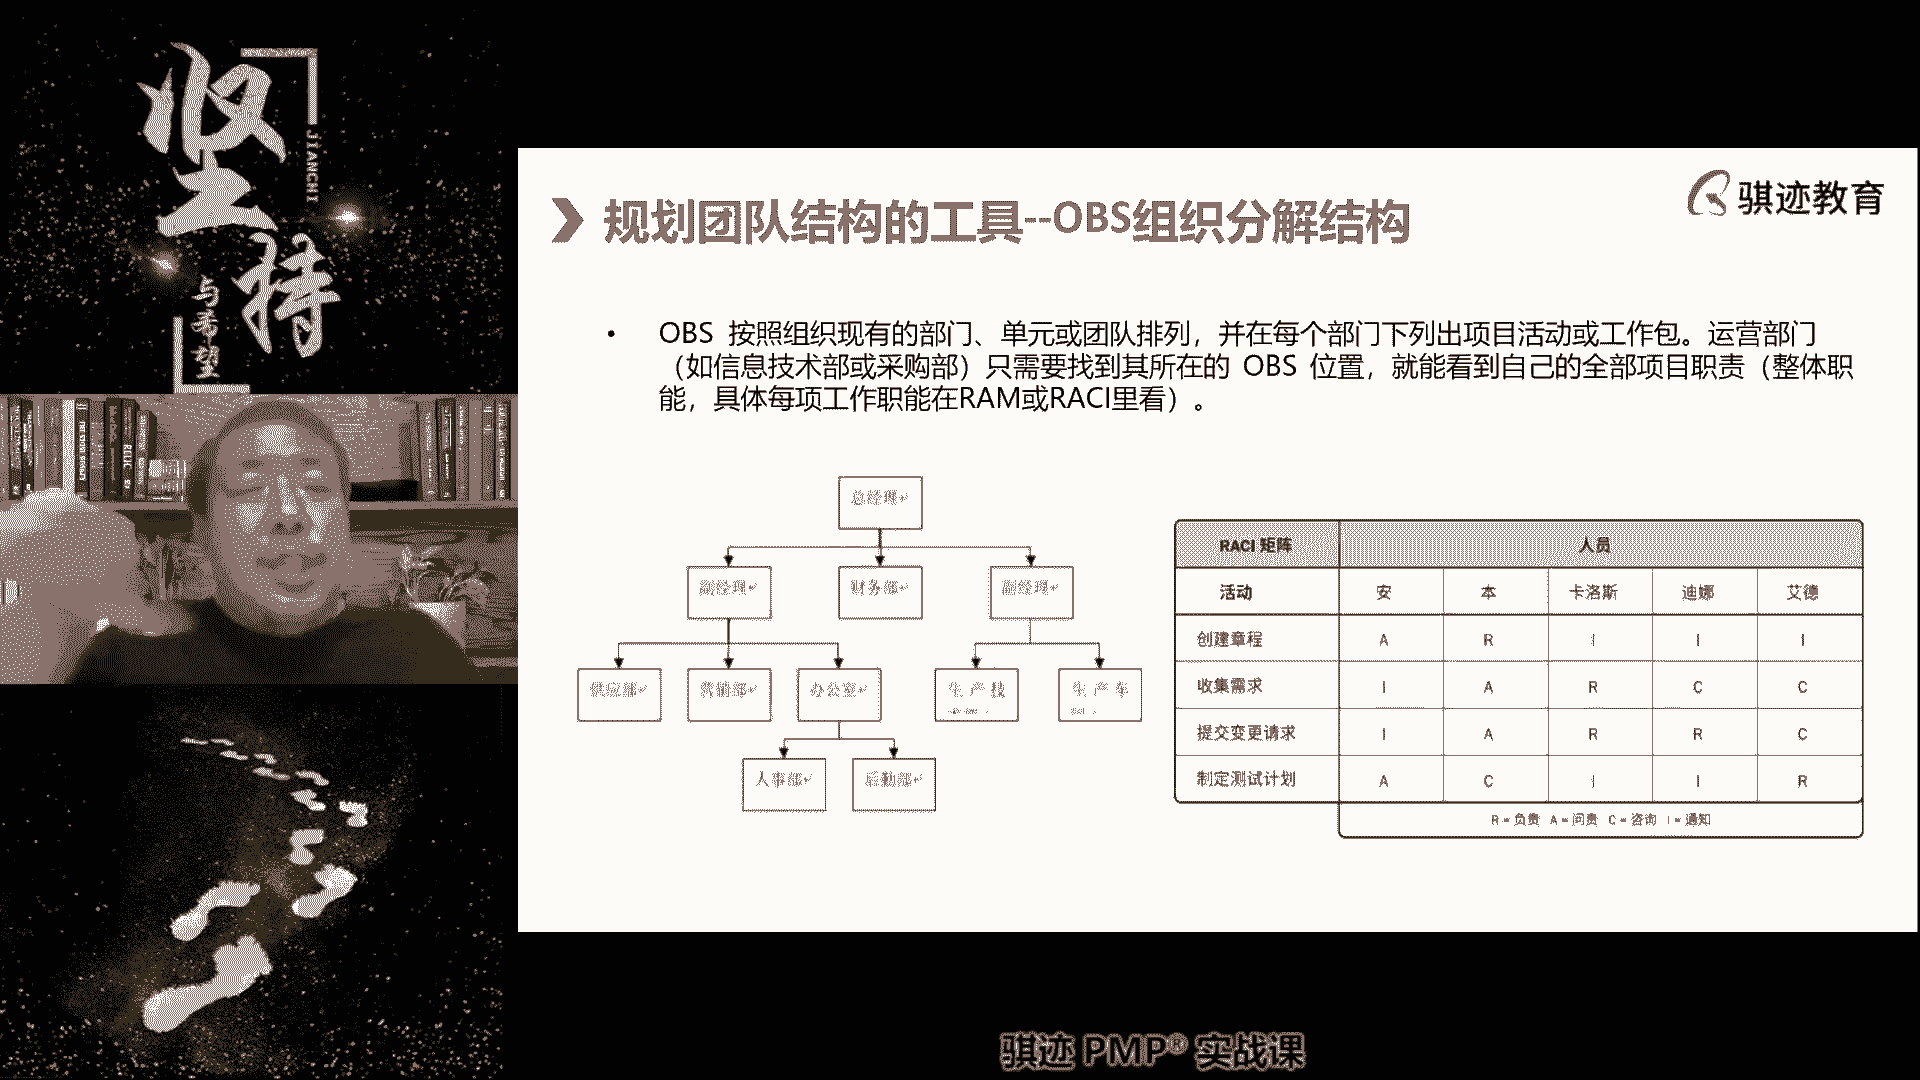 坚持
JIANCHI
与希望
骐迹教育
规划团队结构的工具--OBS组织分解结构
• OBS 按照组织现有的部门、单元或团队排列，并在每个部门下列出项目活动或工作包。运营部门
（如信息技术部或采购部）只需要找到其所在的 OBS 位置，就能看到自己的全部项目职责（整体职
能，具体每项工作职能在RAM或RACI里看）。
总经理
副经理 财务部 副经理
供应部 营销部 办公室 生产技 生产车
人事部 后勤部
RACI 矩阵 人员
活动 安 本 卡洛斯 迪娜 艾德
创建章程 A R I I I
收集需求 I A R C C
提交变更请求 I A R R C
制定测试计划 A C I I R
R = 负责 A = 问责 C = 咨询 I = 通知
骐迹 PMP® 实战课